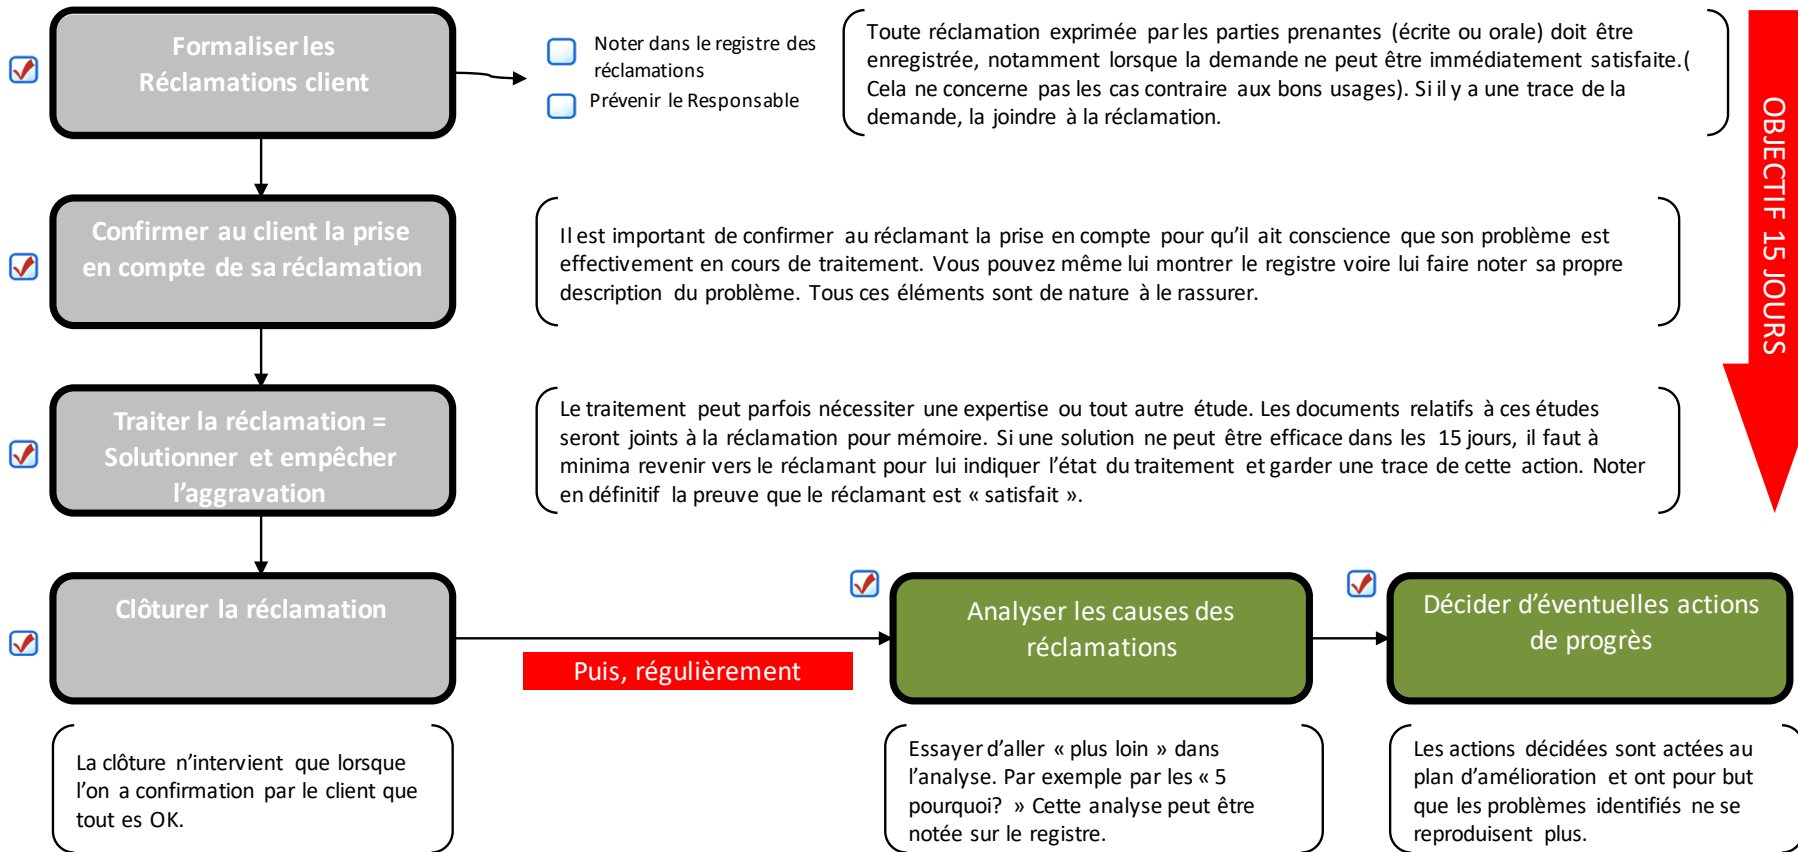 Formaliser les
Réclamations client
Noter dans le registre des
réclamations
Prévenir le Responsable
Toute réclamation exprimée par les parties prenantes (écrite ou orale) doit être
enregistrée, notamment lorsque la demande ne peut être immédiatement satisfaite.(
Cela ne concerne pas les cas contraire aux bons usages). Si il y a une trace de la
demande, la joindre à la réclamation.
OBJECTIF 15 JOURS
Confirmer au client la prise
en compte de sa réclamation
Il est important de confirmer au réclamant la prise en compte pour qu’il ait conscience que son problème est
effectivement en cours de traitement. Vous pouvez même lui montrer le registre voire lui faire noter sa propre
description du problème. Tous ces éléments sont de nature à le rassurer.
Traiter la réclamation =
Solutionner et empêcher
l’aggravation
Le traitement peut parfois nécessiter une expertise ou tout autre étude. Les documents relatifs à ces études
seront joints à la réclamation pour mémoire. Si une solution ne peut être efficace dans les 15 jours, il faut à
minima revenir vers le réclamant pour lui indiquer l’état du traitement et garder une trace de cette action. Noter
en définitif la preuve que le réclamant est « satisfait ».
Clôturer la réclamation
Puis, régulièrement
Analyser les causes des
réclamations
Décider d’éventuelles actions
de progrès
La clôture n’intervient que lorsque
l’on a confirmation par le client que
tout es OK.
Essayer d’aller « plus loin » dans
l’analyse. Par exemple par les « 5
pourquoi? » Cette analyse peut être
notée sur le registre.
Les actions décidées sont actées au
plan d’amélioration et ont pour but
que les problèmes identifiés ne se
reproduisent plus.